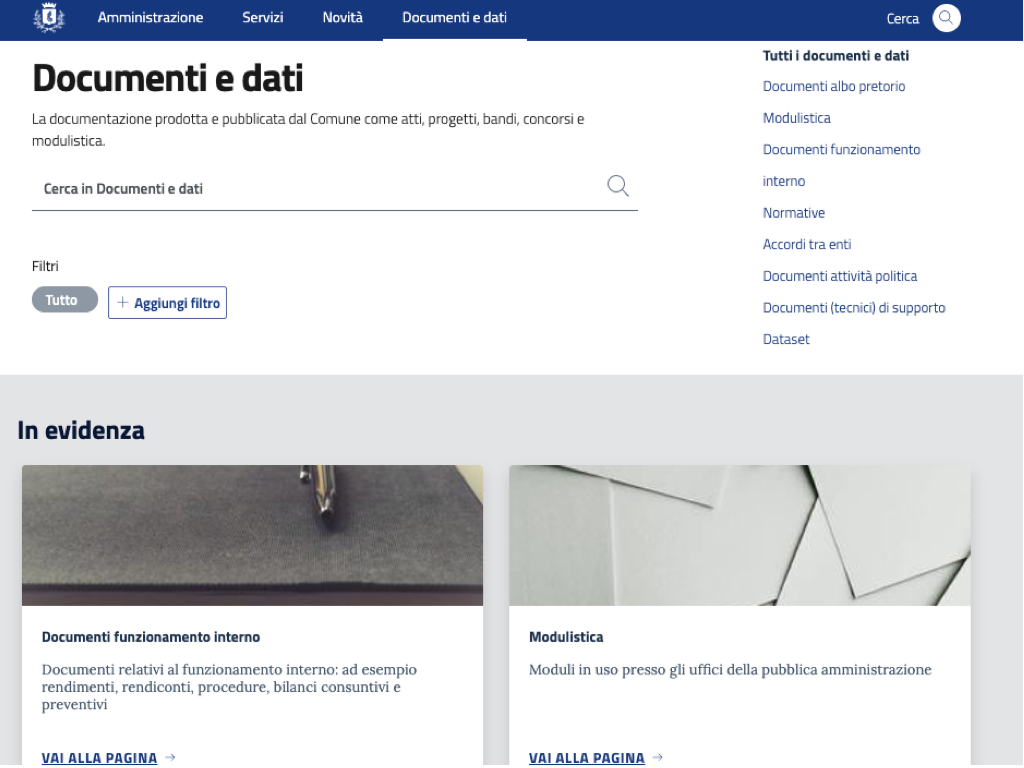 Amministrazione Servizi Novità Documenti e dati Cerca
Documenti e dati
La documentazione prodotta e pubblicata dal Comune come atti, progetti, bandi, concorsi e
modulistica.
Cerca in Documenti e dati
Filtri
Tutto + Aggiungi filtro
Tutti i documenti e dati
Documenti albo pretorio
Modulistica
Documenti funzionamento
interno
Normative
Accordi tra enti
Documenti attività politica
Documenti (tecnici) di supporto
Dataset
In evidenza
Documenti funzionamento interno
Documenti relativi al funzionamento interno: ad esempio
rendimenti, rendiconti, procedure, bilanci consuntivi e
preventivi
VAI ALLA PAGINA →
Modulistica
Moduli in uso presso gli uffici della pubblica amministrazione
VAI ALLA PAGINA →